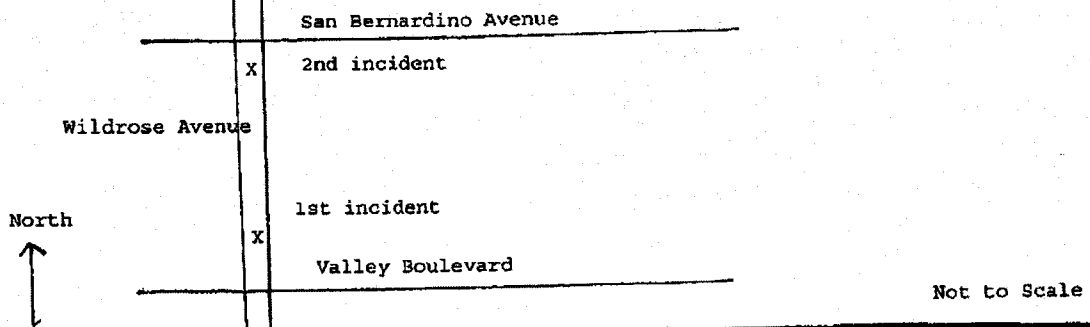 San Bernardino Avenue
X 2nd incident
Wildrose Avenue
1st incident
North
X
Valley Boulevard
Not to Scale